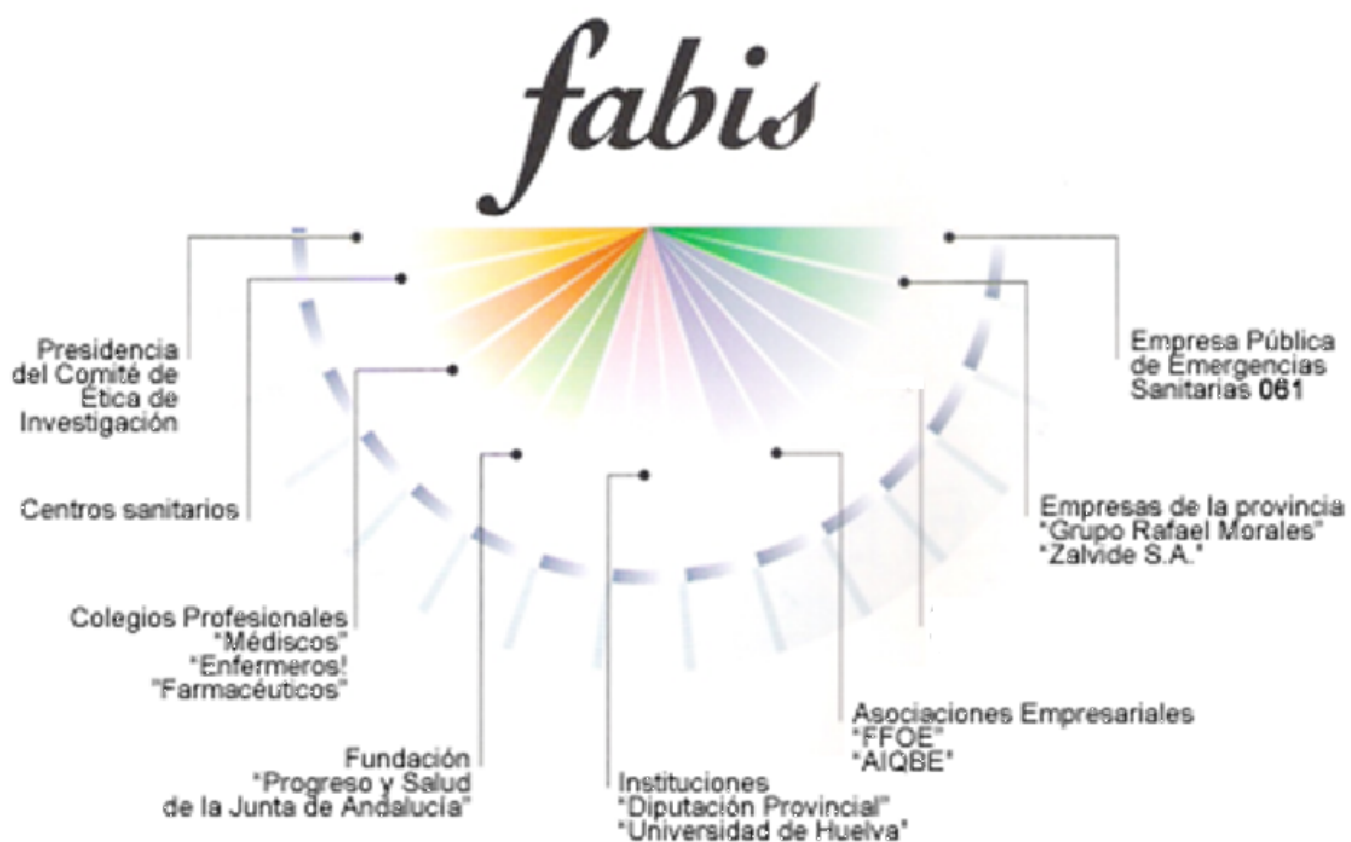 fabis
Presidencia
del Comité de
Ética de
Investigación
Centros sanitarios
Colegios Profesionales
"Médiscos"
"Enfermeros!
"Farmacéuticos"
Fundación
"Progreso y Salud
de la Junta de Andalucía"
Instituciones
"Diputación Provincial"
"Universidad de Huelva"
Asociaciones Empresariales
"FFOE"
"AIQBE"
Empresas de la provincia
"Grupo Rafael Morales"
"Zalvide S.A."
Empresa Pública
de Emergencias
Sanitarias 061